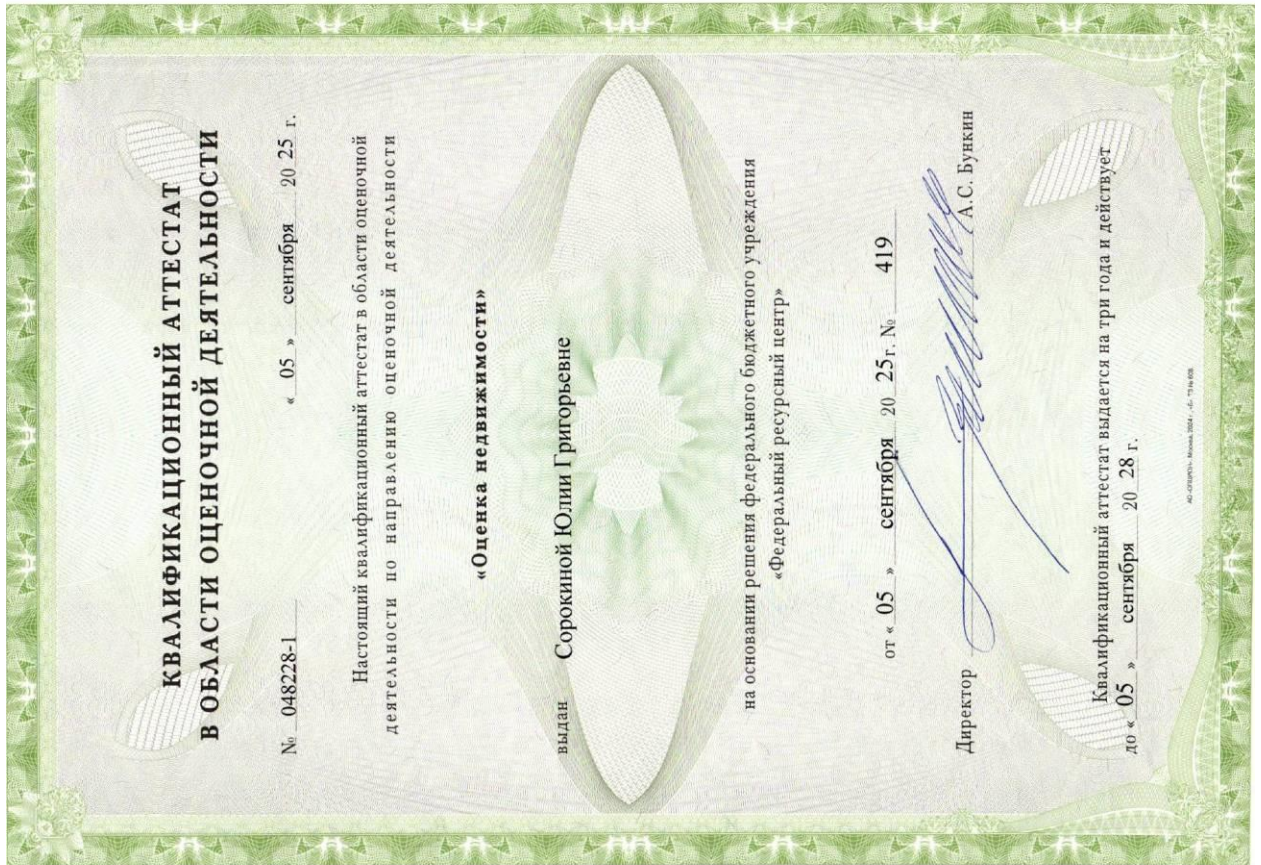 КВАЛИФИКАЦИОННЫЙ АТТЕСТАТ
В ОБЛАСТИ ОЦЕНОЧНОЙ ДЕЯТЕЛЬНОСТИ
№ 048228-1 « 05 » сентября 20 25 г.
Настоящий квалификационный аттестат в области оценочной
деятельности по направлению оценочной деятельности
«Оценка недвижимости»
выдан Сорокиной Юлии Григорьевне
на основании решения федерального бюджетного учреждения
«Федеральный ресурсный центр»
от « 05 » сентября 20 25 г. № 419
Директор А.С. Бункин
Квалификационный аттестат выдается на три года и действует
до « 05 » сентября 20 28 г.
Москва, 2024 г.